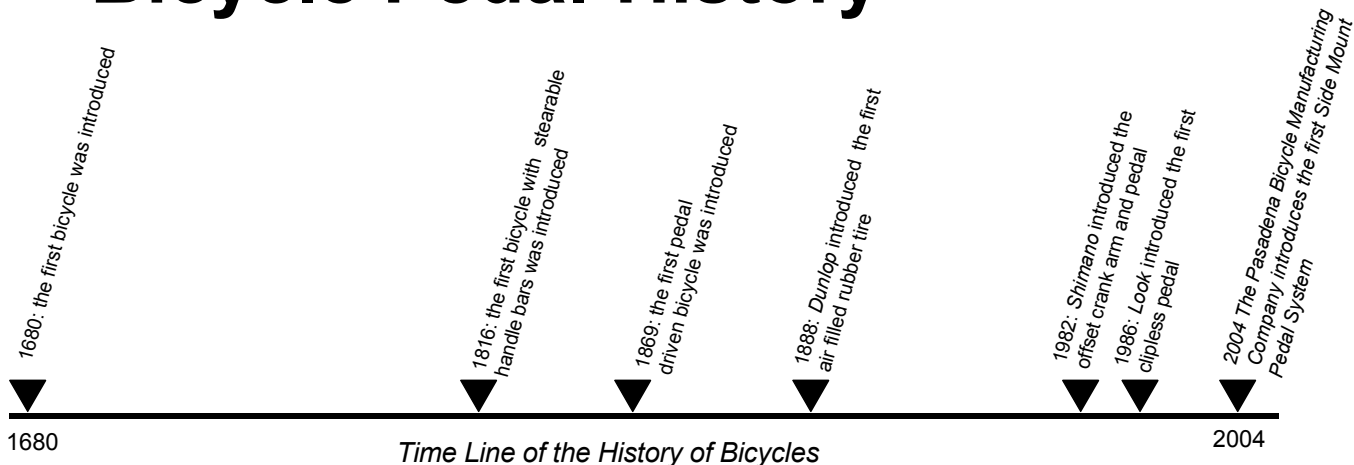 Bicycle Pedal History
1680: the first bicycle was introduced
1816: the first bicycle with stearable
handle bars was introduced
1869: the first pedal
driven bicycle was introduced
1888: Dunlop introduced the first
air filled rubber tire
1982: Shimano introduced the
offset crank arm and pedal
1986: Look introduced the first
clipless pedal
2004 The Pasadena Bicycle Manufacturing
Company introduces the first Side Mount
Pedal System
1680
2004
Time Line of the History of Bicycles